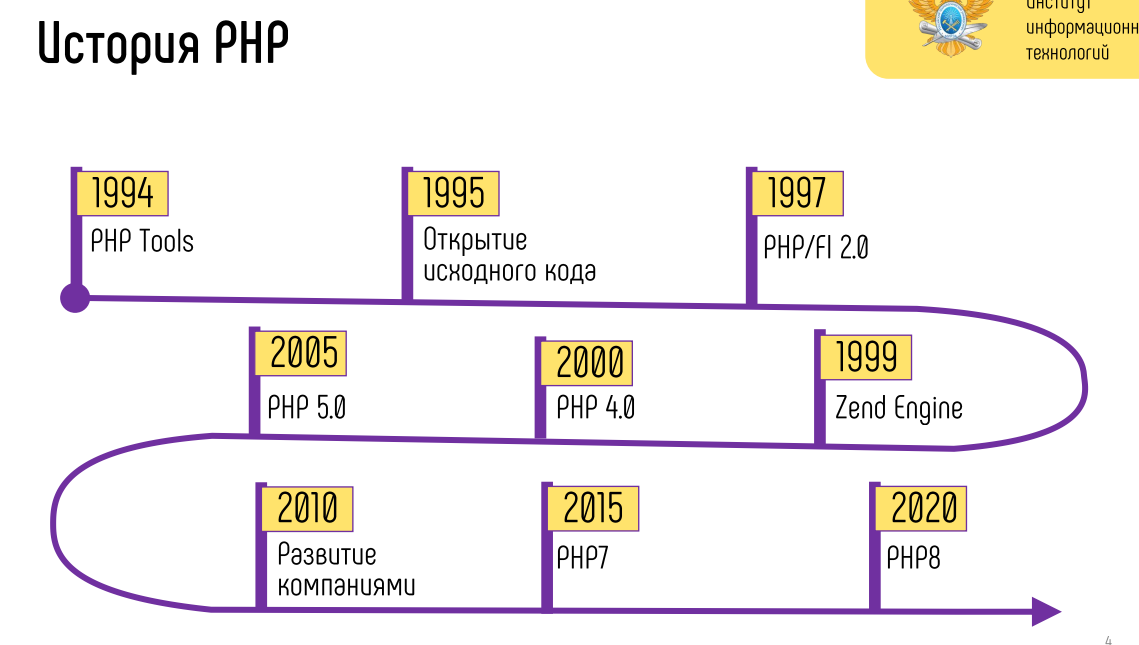 История PHP
институт
информационн
технологий
1994
PHP Tools
1995
Открытие
исходного кода
1997
PHP/FI 2.0
2005
PHP 5.0
2000
PHP 4.0
1999
Zend Engine
2010
Развитие
компаниями
2015
PHP7
2020
PHP8
4